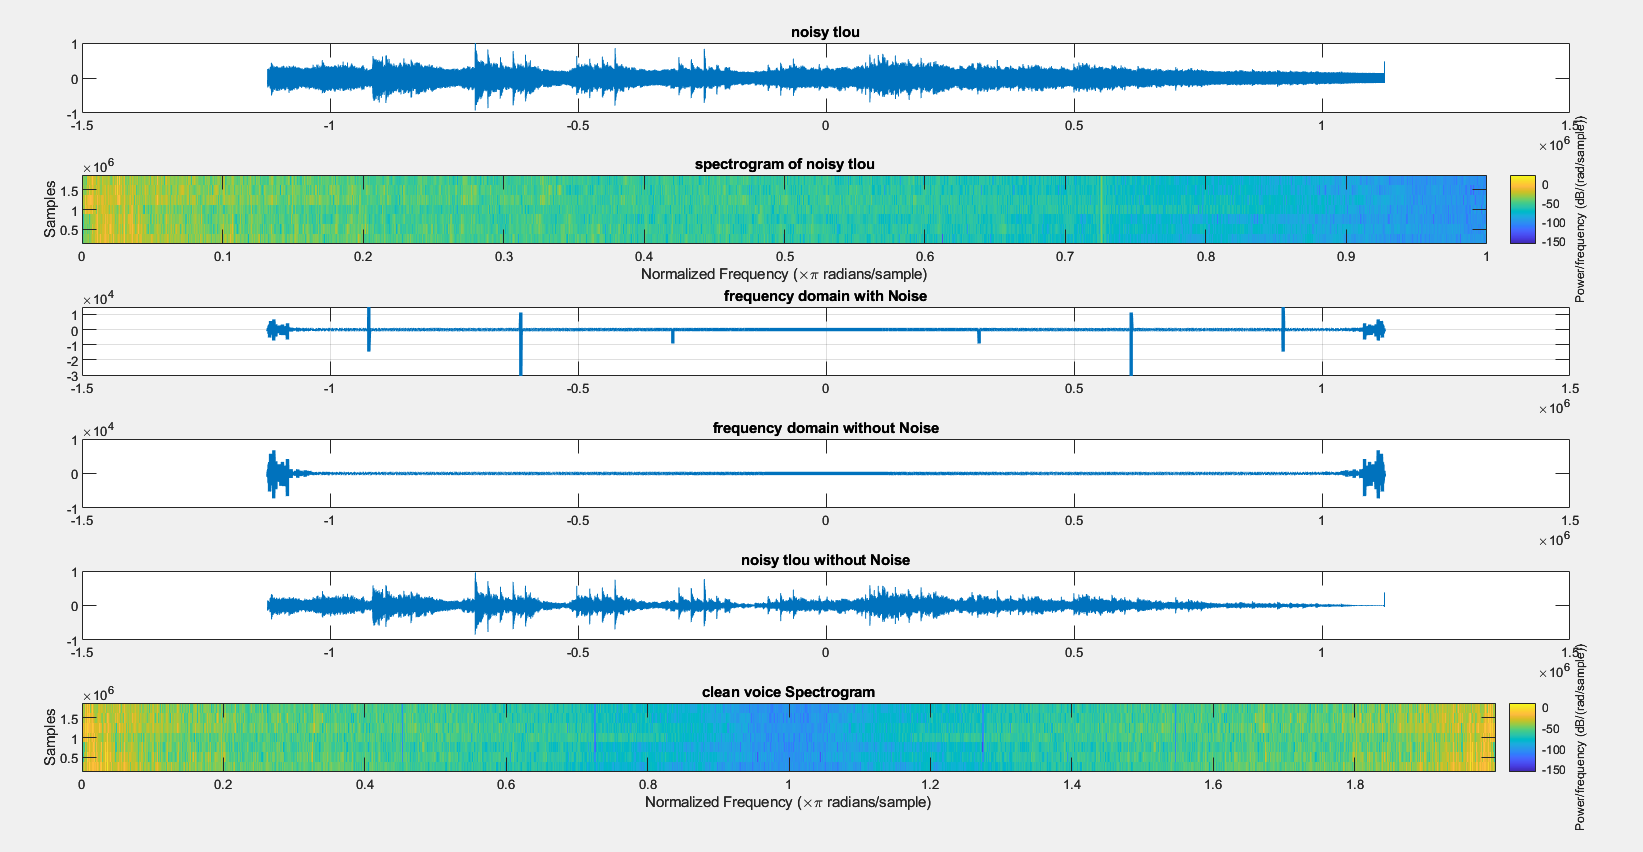 noisy tlou
1
0
-1
-1.5 -1 -0.5 0 0.5 1 1.5
×10^6
spectrogram of noisy tlou
×10^6
1.5
1
0.5
Samples
0 0.1 0.2 0.3 0.4 0.5 0.6 0.7 0.8 0.9 1
Normalized Frequency (×π radians/sample)
0
-50
-100
-150
Power/frequency (dB/(rad/sample))
frequency domain with Noise
×10^4
1
0
-1
-2
-3
-1.5 -1 -0.5 0 0.5 1 1.5
×10^6
frequency domain without Noise
×10^4
1
0
-1
-1.5 -1 -0.5 0 0.5 1 1.5
×10^6
noisy tlou without Noise
1
0
-1
-1.5 -1 -0.5 0 0.5 1 1.5
×10^6
clean voice Spectrogram
×10^6
1.5
1
0.5
Samples
0 0.2 0.4 0.6 0.8 1 1.2 1.4 1.6 1.8
Normalized Frequency (×π radians/sample)
0
-50
-100
-150
Power/frequency (dB/(rad/sample))